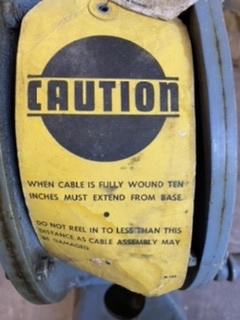 CAUTION
WHEN CABLE IS FULLY WOUND TEN
INCHES MUST EXTEND FROM BASE.
DO NOT REEL IN TO LESS THAN THIS
DISTANCE AS CABLE ASSEMBLY MAY
BE DAMAGED